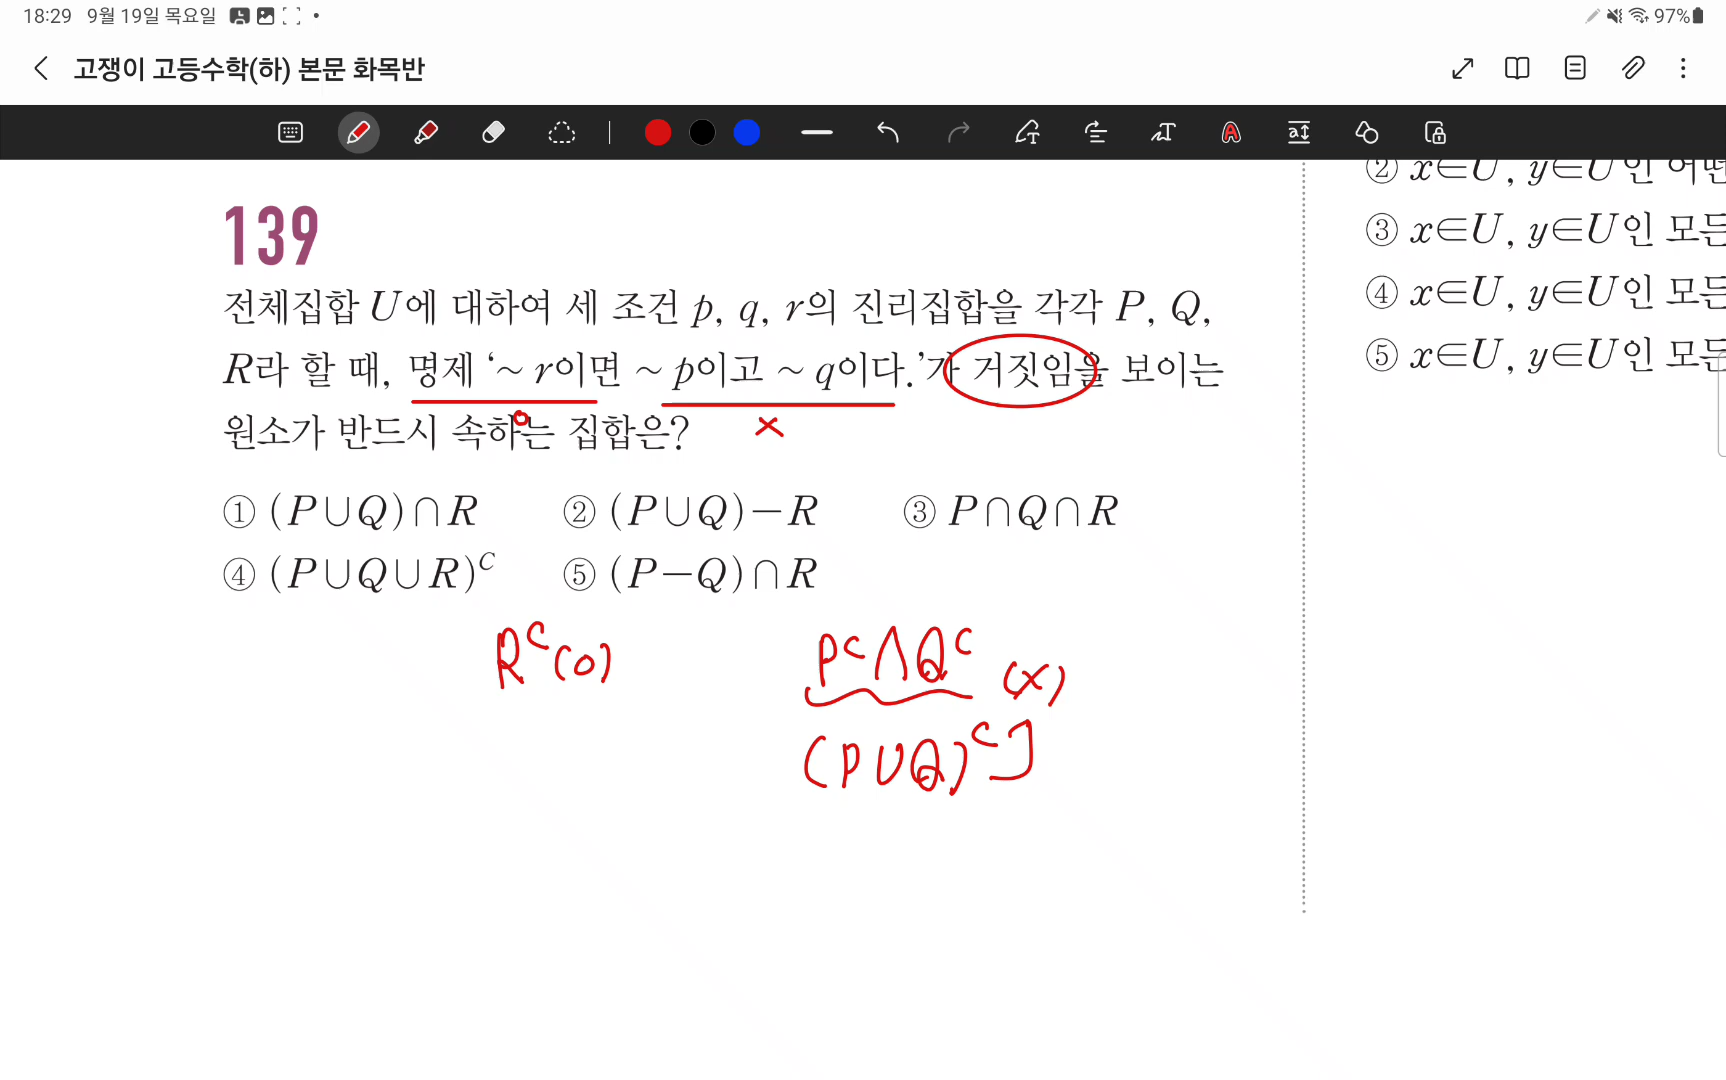 18:29 9월 19일 목요일
97%
고쟁이 고등수학(하) 본문 화목반
139
전체집합 U에 대하여 세 조건 p, q, r의 진리집합을 각각 P, Q,
R라 할 때, 명제 ‘~r이면 ~p이고 ~q이다.’가 거짓임을 보이는
원소가 반드시 속하는 집합은?
① (P∪Q)∩R ② (P∪Q)−R ③ P∩Q∩R
④ (P∪Q∪R)^C ⑤ (P−Q)∩R
R^C (O) P^C ∩ Q^C (X)
(P∪Q)^C ]
② x∈U, y∈U인 어떤
③ x∈U, y∈U인 모든
④ x∈U, y∈U인 모든
⑤ x∈U, y∈U인 모든